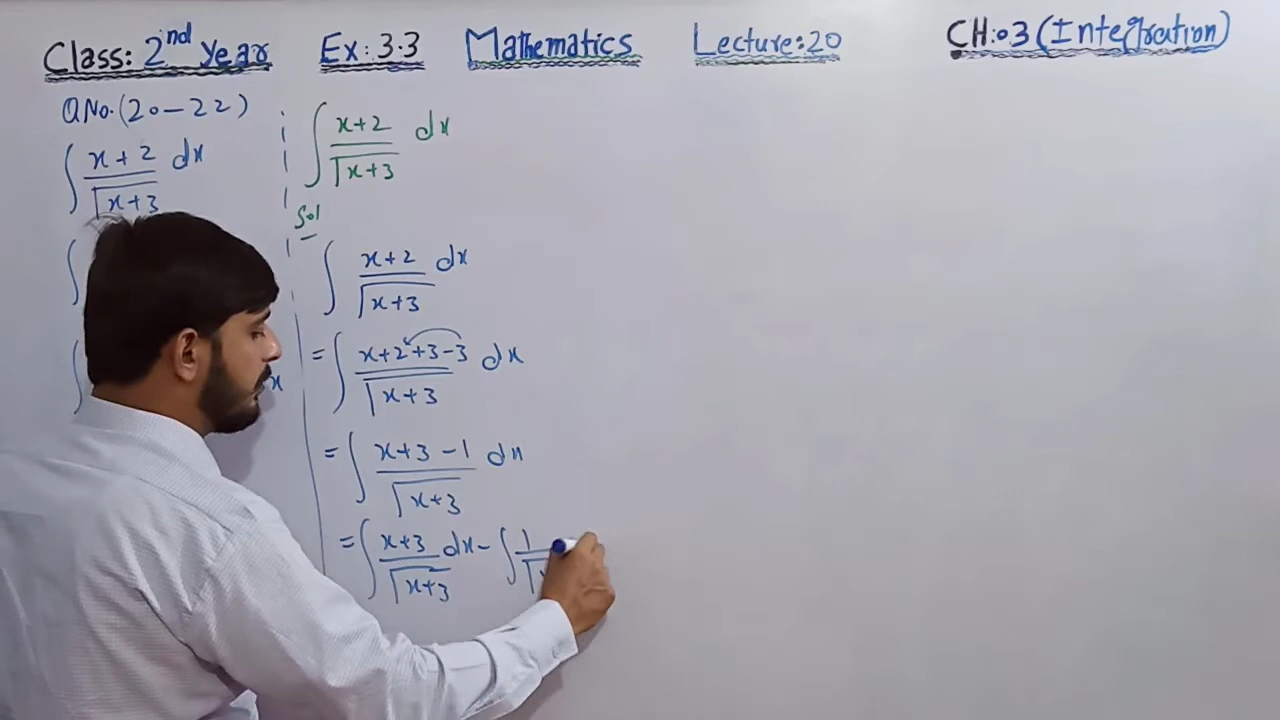 Class: 2nd Year Ex: 3.3 Mathematics Lecture: 20 CH: 03 (Integration)
Q No. (20-22)
∫ x+2 / √x+3 dx
∫
∫ x
∫ x+2 / √x+3 dx
Sol
∫ x+2 / √x+3 dx
= ∫ x+2+3-3 / √x+3 dx
= ∫ x+3-1 / √x+3 dx
= ∫ x+3 / √x+3 dx - ∫ 1 / √